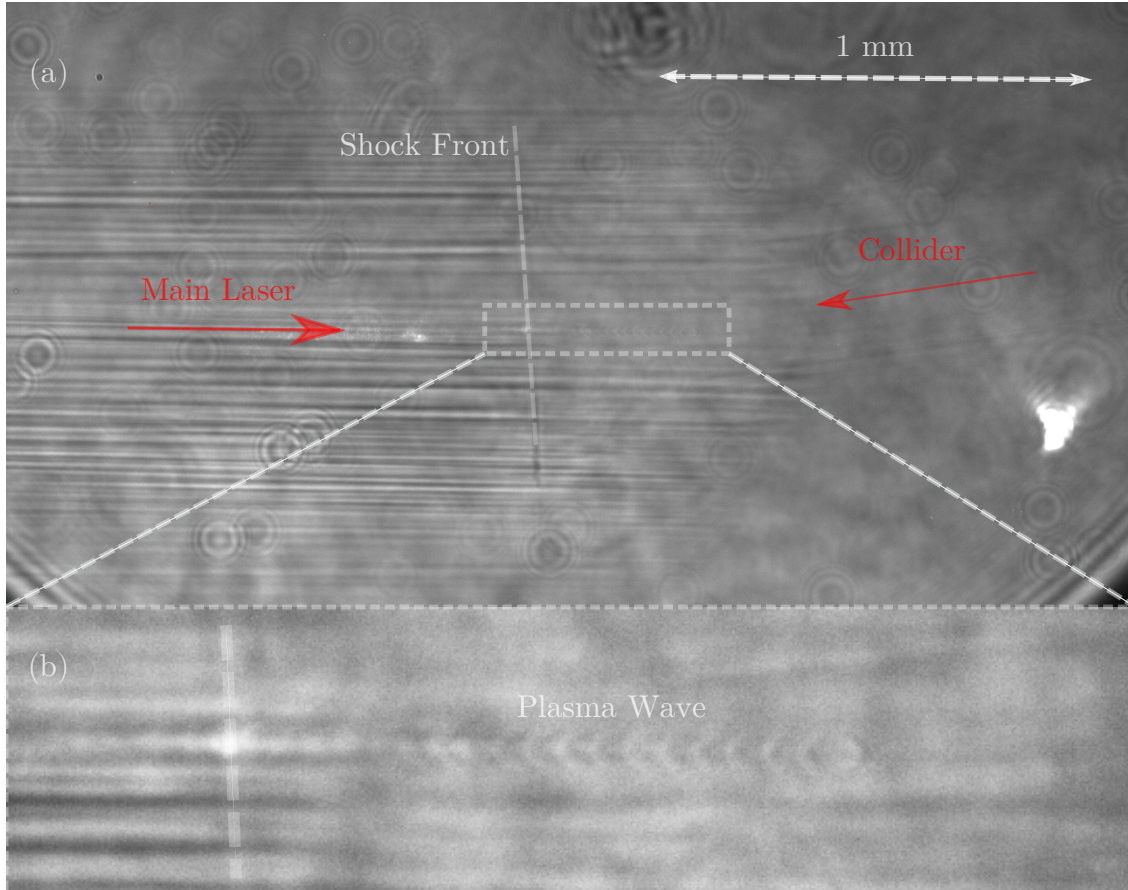 (a)
1 mm
Shock Front
Collider
Main Laser
(b)
Plasma Wave